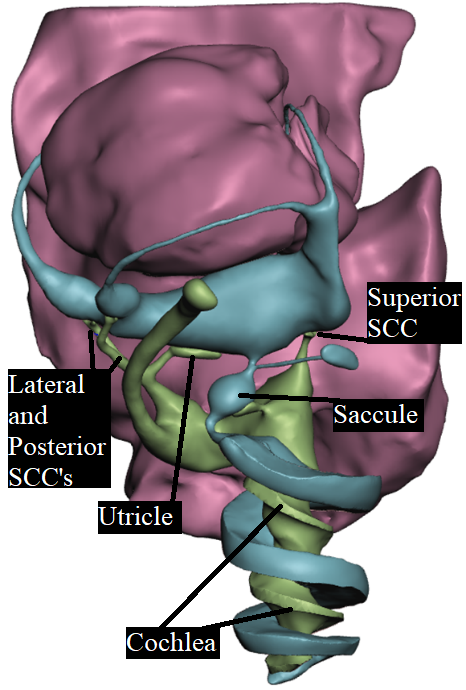 Superior
SCC
Lateral
and
Posterior
SCC's
Saccule
Utricle
Cochlea